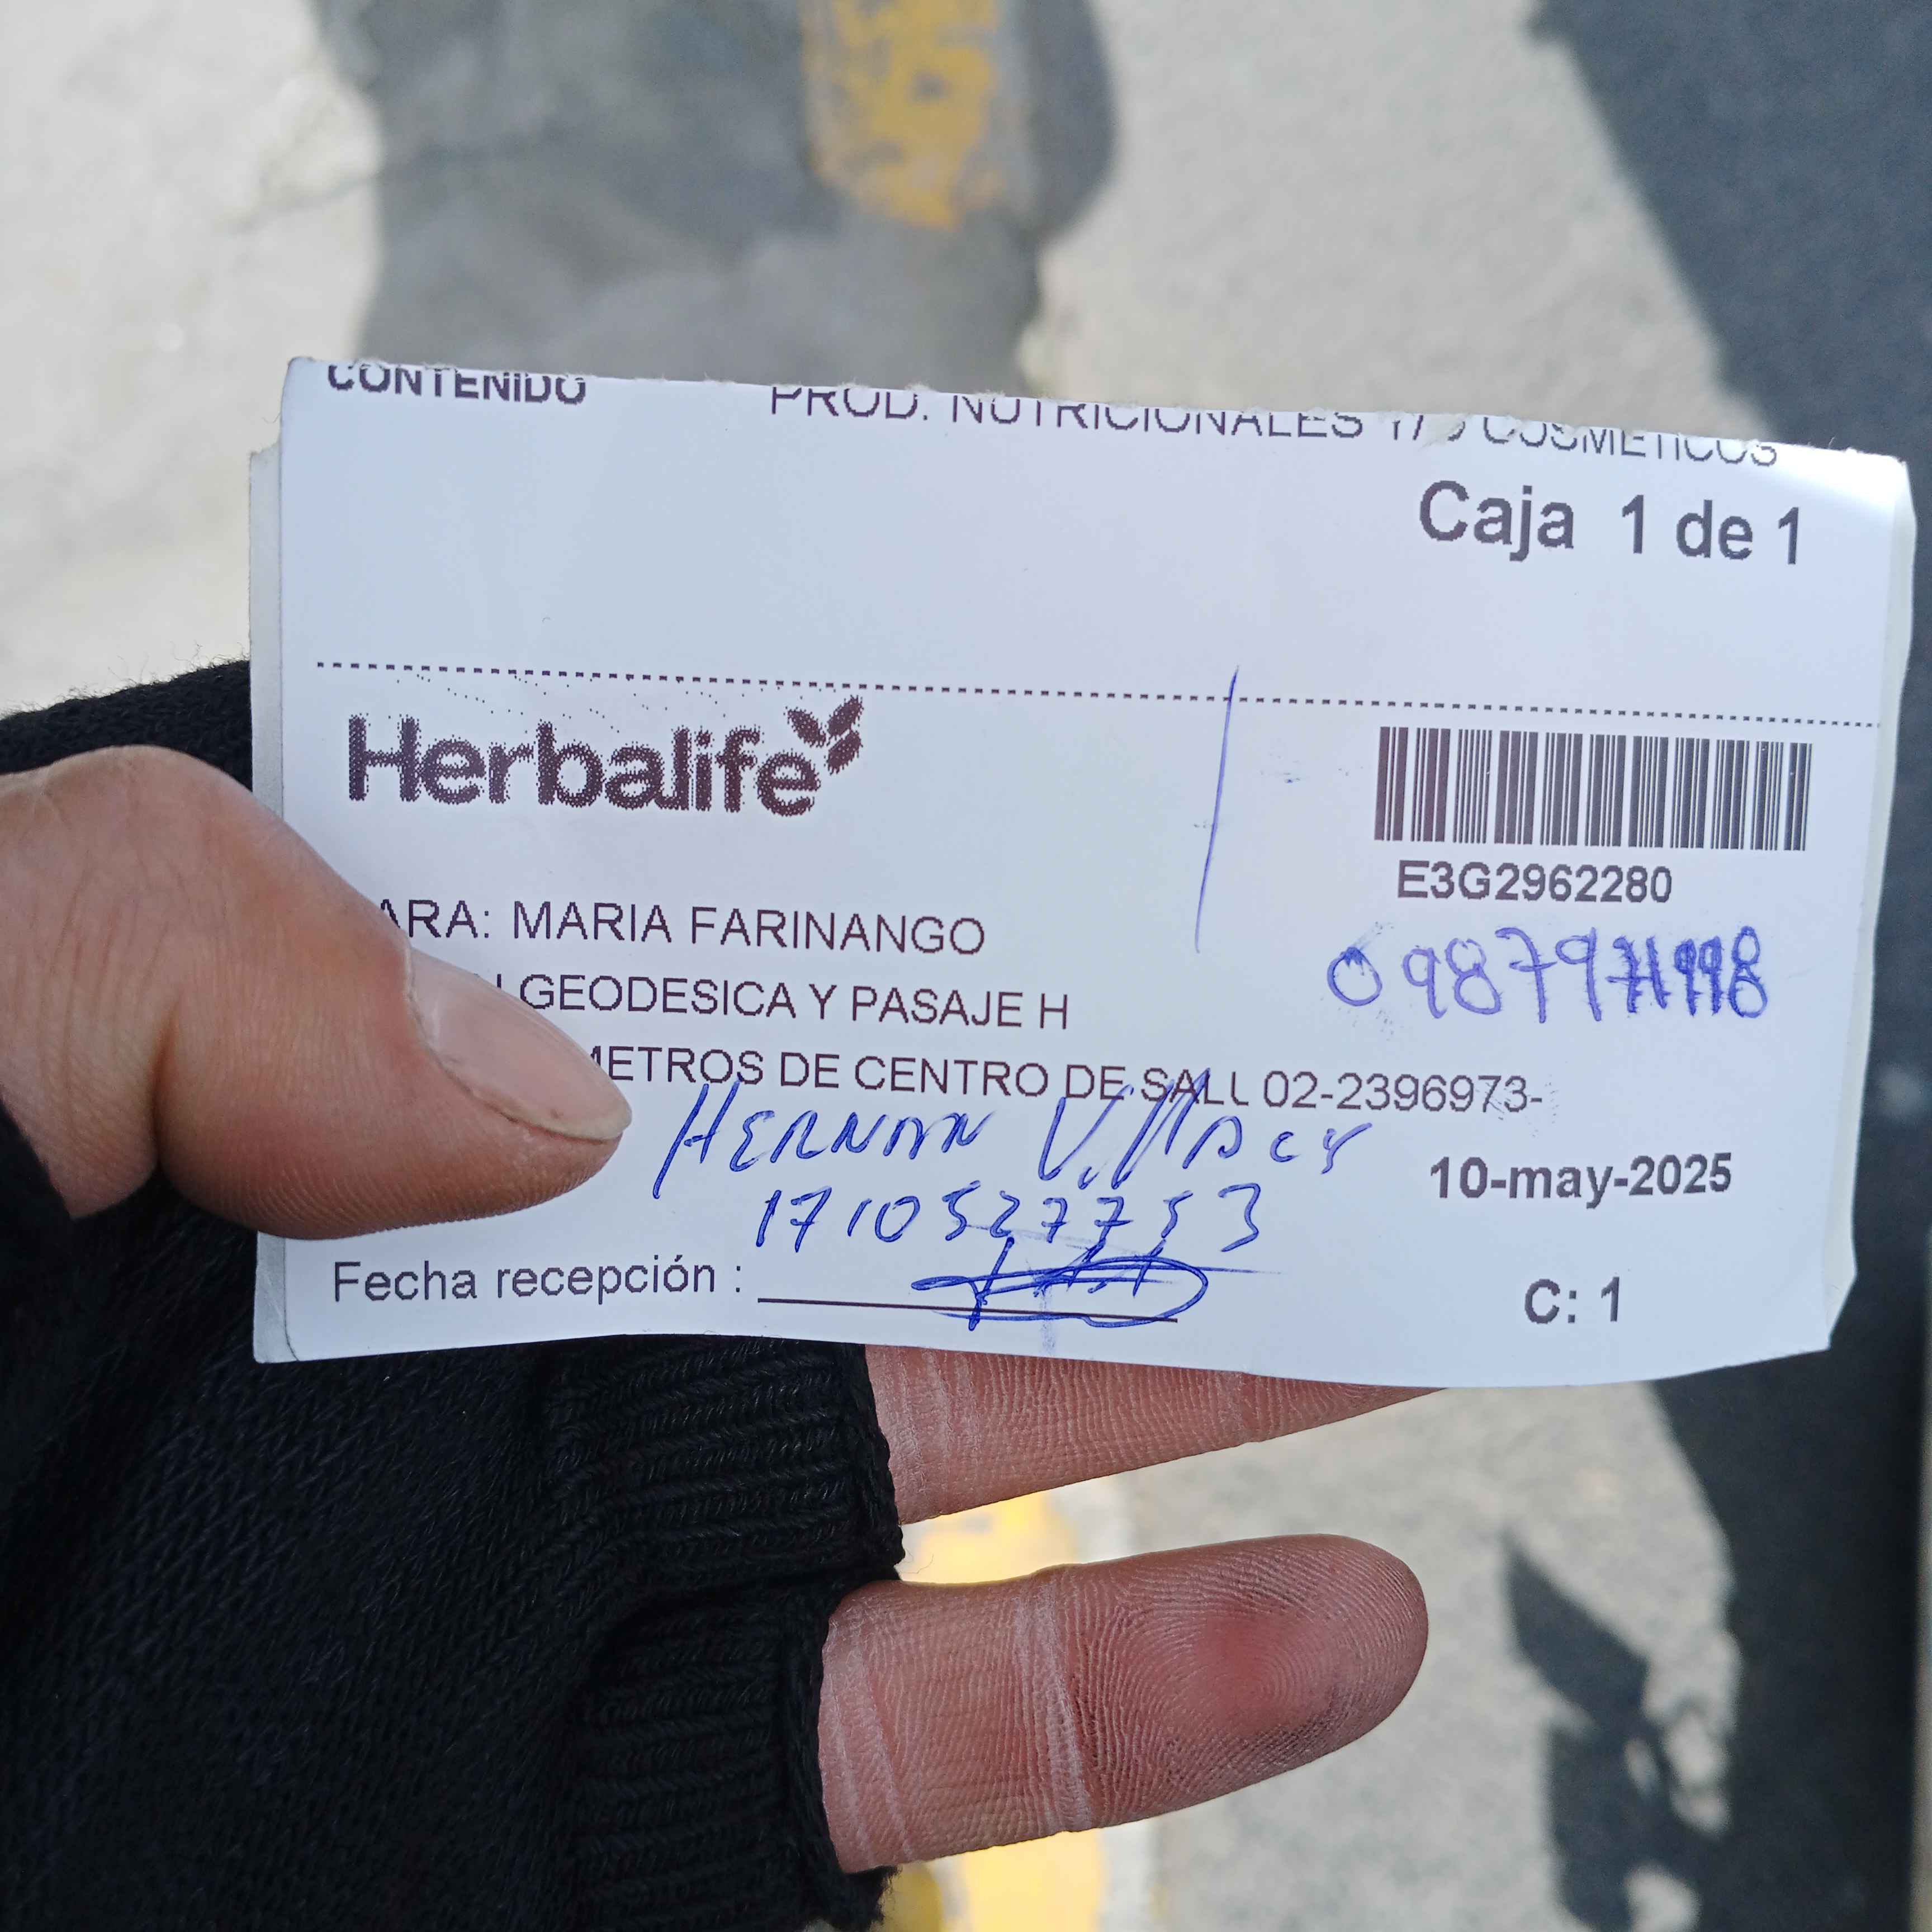 CONTENIDO PROD. NUTRICIONALES Y/O COSMETICOS
Caja 1 de 1
Herbalife
E3G2962280
ARA: MARIA FARINANGO
GEODESICA Y PASAJE H
METROS DE CENTRO DE SALU 02-2396973-
HERNAN
10-may-2025
1710527753
Fecha recepción :
C: 1